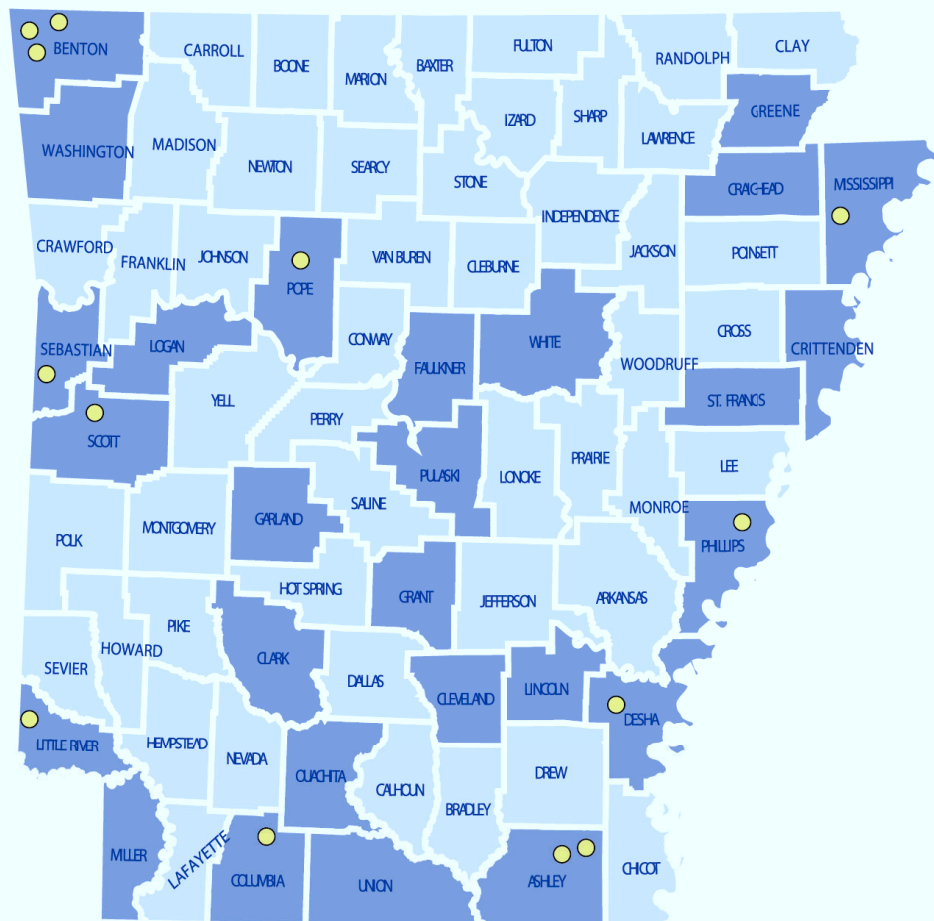 BENTON
CARROLL
BOONE
MARION
BAXTER
FULTON
RANDOLPH
CLAY
IZARD
SHARP
LAWRENCE
GREENE
WASHINGTON
MADISON
NEWTON
SEARCY
STONE
INDEPENDENCE
CRAIGHEAD
MISSISSIPPI
CRAWFORD
FRANKLIN
JOHNSON
POPE
VAN BUREN
CLEBURNE
JACKSON
POINSETT
SEBASTIAN
LOGAN
CONWAY
FAULKNER
WHITE
WOODRUFF
CROSS
CRITTENDEN
YELL
PERRY
ST. FRANCIS
SCOTT
PULASKI
LONOKE
PRAIRIE
LEE
SALINE
MONROE
POLK
MONTGOMERY
GARLAND
PHILLIPS
HOT SPRING
GRANT
JEFFERSON
ARKANSAS
PIKE
HOWARD
SEVIER
CLARK
DALLAS
CLEVELAND
LINCOLN
DESHA
LITTLE RIVER
HEMPSTEAD
NEVADA
OUACHITA
CALHOUN
BRADLEY
DREW
MILLER
LAFAYETTE
COLUMBIA
UNION
ASHLEY
CHICOT